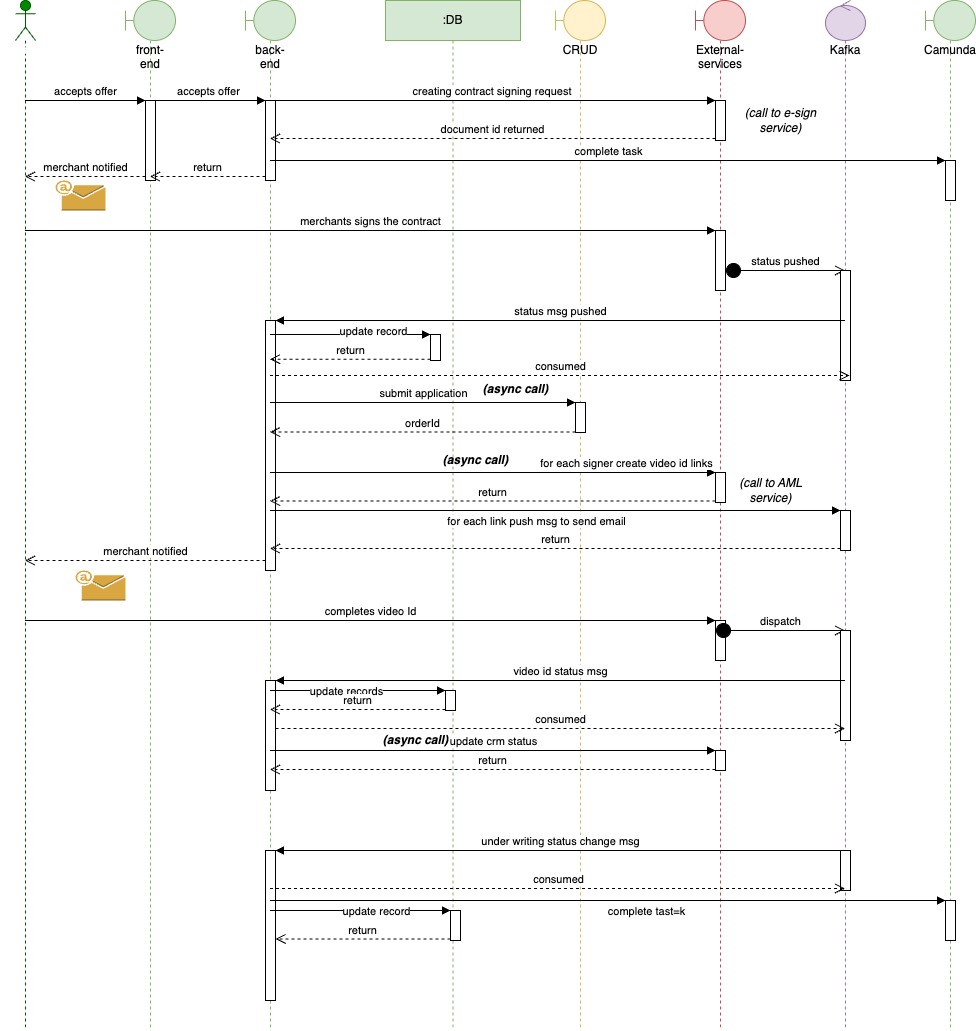 :DB
front-
end
back-
end
CRUD
External-
services
Kafka
Camunda
accepts offer
accepts offer
creating contract signing request
(call to e-sign
service)
document id returned
complete task
merchant notified
return
@
merchants signs the contract
status pushed
status msg pushed
update record
return
consumed
submit application
(async call)
orderId
(async call)
for each signer create video id links
(call to AML
service)
return
for each link push msg to send email
return
merchant notified
@
completes video Id
dispatch
video id status msg
update records
return
consumed
(async call)
update crm status
return
under writing status change msg
consumed
update record
complete tast=k
return